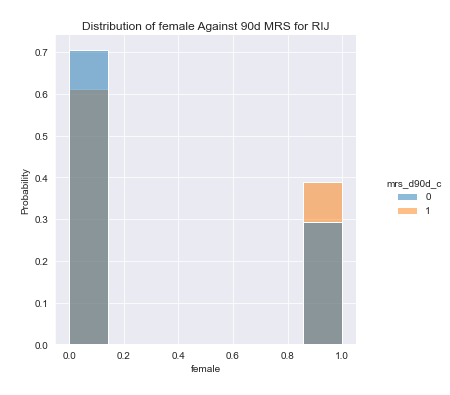 Distribution of female Against 90d MRS for RIJ
0.7
0.6
0.5
0.4
0.3
0.2
0.1
0.0
Probability
0.0 0.2 0.4 0.6 0.8 1.0
female
mrs_d90d_c
0
1